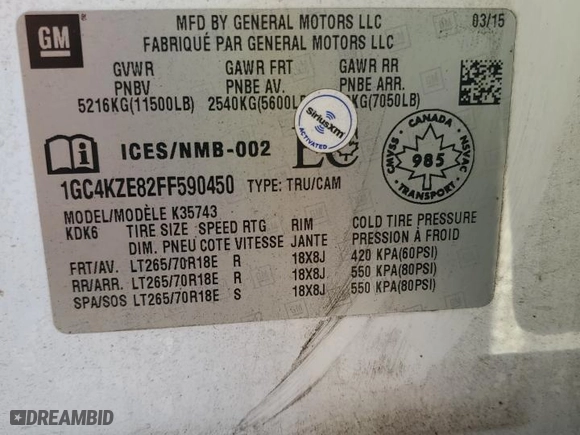 GM
MFD BY GENERAL MOTORS LLC 03/15
FABRIQUÉ PAR GENERAL MOTORS LLC
GVWR GAWR FRT GAWR RR
PNBV PNBE AV. PNBE ARR.
5216KG(11500LB) 2540KG(5600LB KG(7050LB)
siriusxm
ACTIVATED
ICES/NMB-002
CANADA
CMVSS
NSVAC
985
1GC4KZE82FF590450 TYPE: TRU/CAM
MODEL/MODÈLE K35743
KDK6 TIRE SIZE SPEED RTG RIM COLD TIRE PRESSURE
DIM. PNEU COTE VITESSE JANTE PRESSION À FROID
FRT/AV. LT265/70R18E R 18X8J 420 KPA(60PSI)
RR/ARR. LT265/70R18E R 18X8J 550 KPA(80PSI)
SPA/SOS LT265/70R18E S 18X8J 550 KPA(80PSI)
DREAMBID